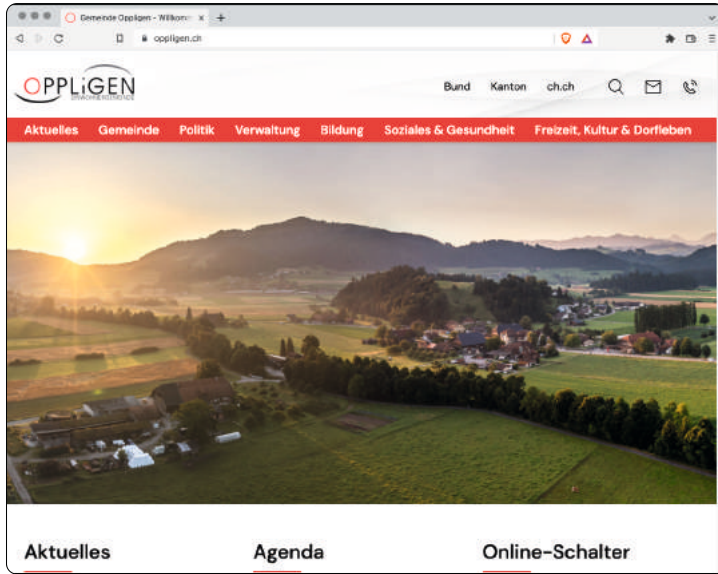 Gemeinde Oppligen - Willkomm
oppligen.ch
OPPLiGEN
EINWOHNERGEMEINDE
Bund Kanton ch.ch
Aktuelles Gemeinde Politik Verwaltung Bildung Soziales & Gesundheit Freizeit, Kultur & Dorfleben
Aktuelles Agenda Online-Schalter